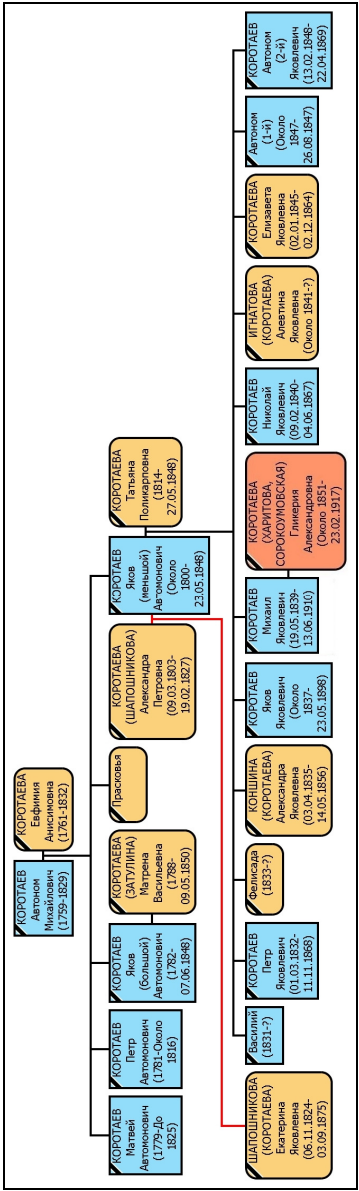 КОРОТАЕВ
Автоном
Михайлович
(1759-1829)
КОРОТАЕВА
Евфимия
Анисимовна
(1761-1832)
КОРОТАЕВ
Матвей
Автомонович
(1779-До
1825)
КОРОТАЕВ
Петр
Автомонович
(1781-Около
1816)
КОРОТАЕВ
Яков
(большой)
Автомонович
(1782-
07.06.1848)
КОРОТАЕВА
(ЗАТУЛИНА)
Матрена
Васильевна
(1788-
09.05.1850)
Прасковья
КОРОТАЕВА
(ШАПОШНИКОВА)
Александра
Петровна
(09.03.1803-
19.02.1827)
КОРОТАЕВ
Яков
(меньшой)
Автомонович
(Около
1800-
23.05.1848)
КОРОТАЕВА
Татьяна
Поликарповна
(1814-
27.05.1848)
ШАПОШНИКОВА
(КОРОТАЕВА)
Екатерина
Яковлевна
(06.11.1824-
03.09.1875)
Василий
(1831-?)
КОРОТАЕВ
Петр
Яковлевич
(01.03.1832-
11.11.1868)
Фелисада
(1833-?)
КОНШИНА
(КОРОТАЕВА)
Александра
Яковлевна
(03.04.1835-
14.05.1856)
КОРОТАЕВ
Яков
Яковлевич
(Около
1837-
23.05.1898)
КОРОТАЕВ
Михаил
Яковлевич
(19.05.1839-
13.06.1910)
КОРОТАЕВА
(ХАРИТОВА,
СОРОКОУМОВСКАЯ)
Гликерия
Александровна
(Около 1851-
23.02.1917)
КОРОТАЕВ
Николай
Яковлевич
(09.02.1840-
04.06.1867)
ИГНАТОВА
(КОРОТАЕВА)
Алевтина
Яковлевна
(Около 1841-?)
КОРОТАЕВА
Елизавета
Яковлевна
(02.01.1845-
02.12.1864)
Автоном
(1-й)
(Около
1847-
26.08.1847)
КОРОТАЕВ
Автоном
(2-й)
Яковлевич
(13.02.1848-
22.04.1869)